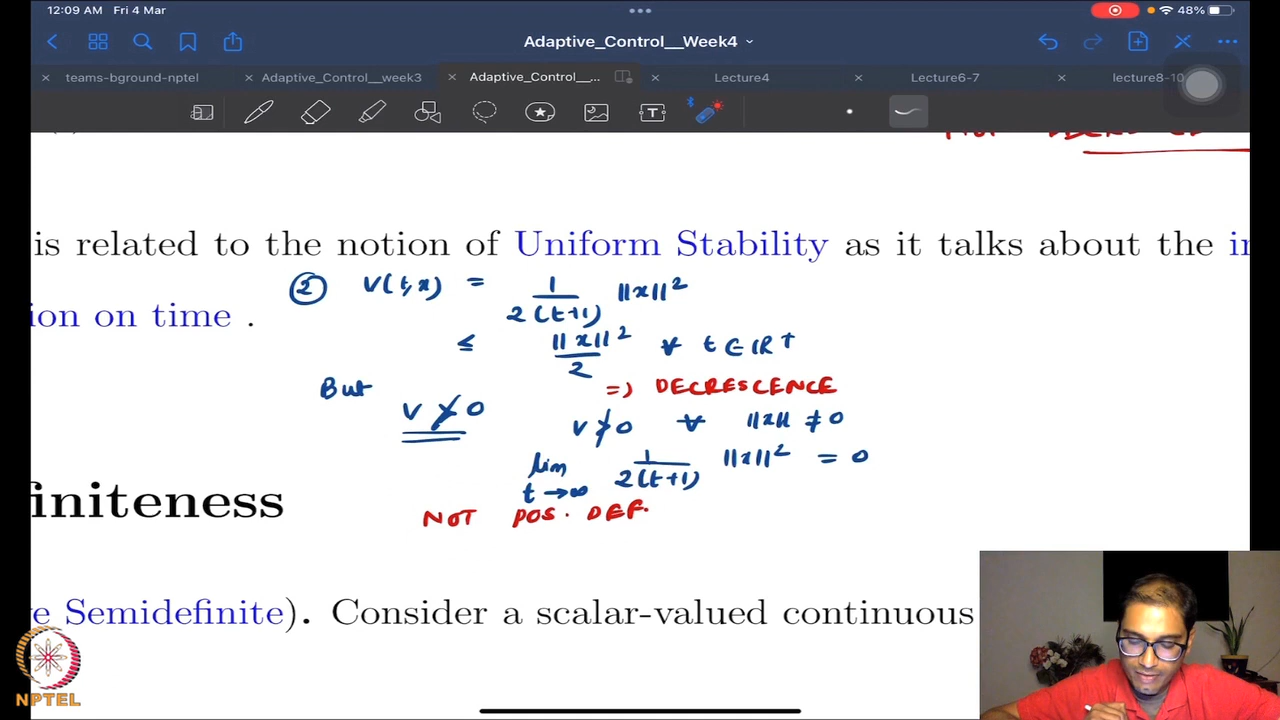 12:09 AM Fri 4 Mar
48%
Adaptive_Control__Week4
teams-bground-nptel
Adaptive_Control__week3
Adaptive_Control__...
Lecture4
Lecture6-7
lecture8-10
is related to the notion of Uniform Stability as it talks about the in
② V(t,x) = 1/2(t+1) ||x||²
ion on time .
≤ ||x||²/2 ∀ t ∈ ℝ⁺
But ⇒ DECRESCENCE
V ≯ 0 V ≯ 0 ∀ ||x|| ≠ 0
lim t→∞ 1/2(t+1) ||x||² = 0
finiteness
NOT POS. DEF.
e Semidefinite). Consider a scalar-valued continuous
NPTEL